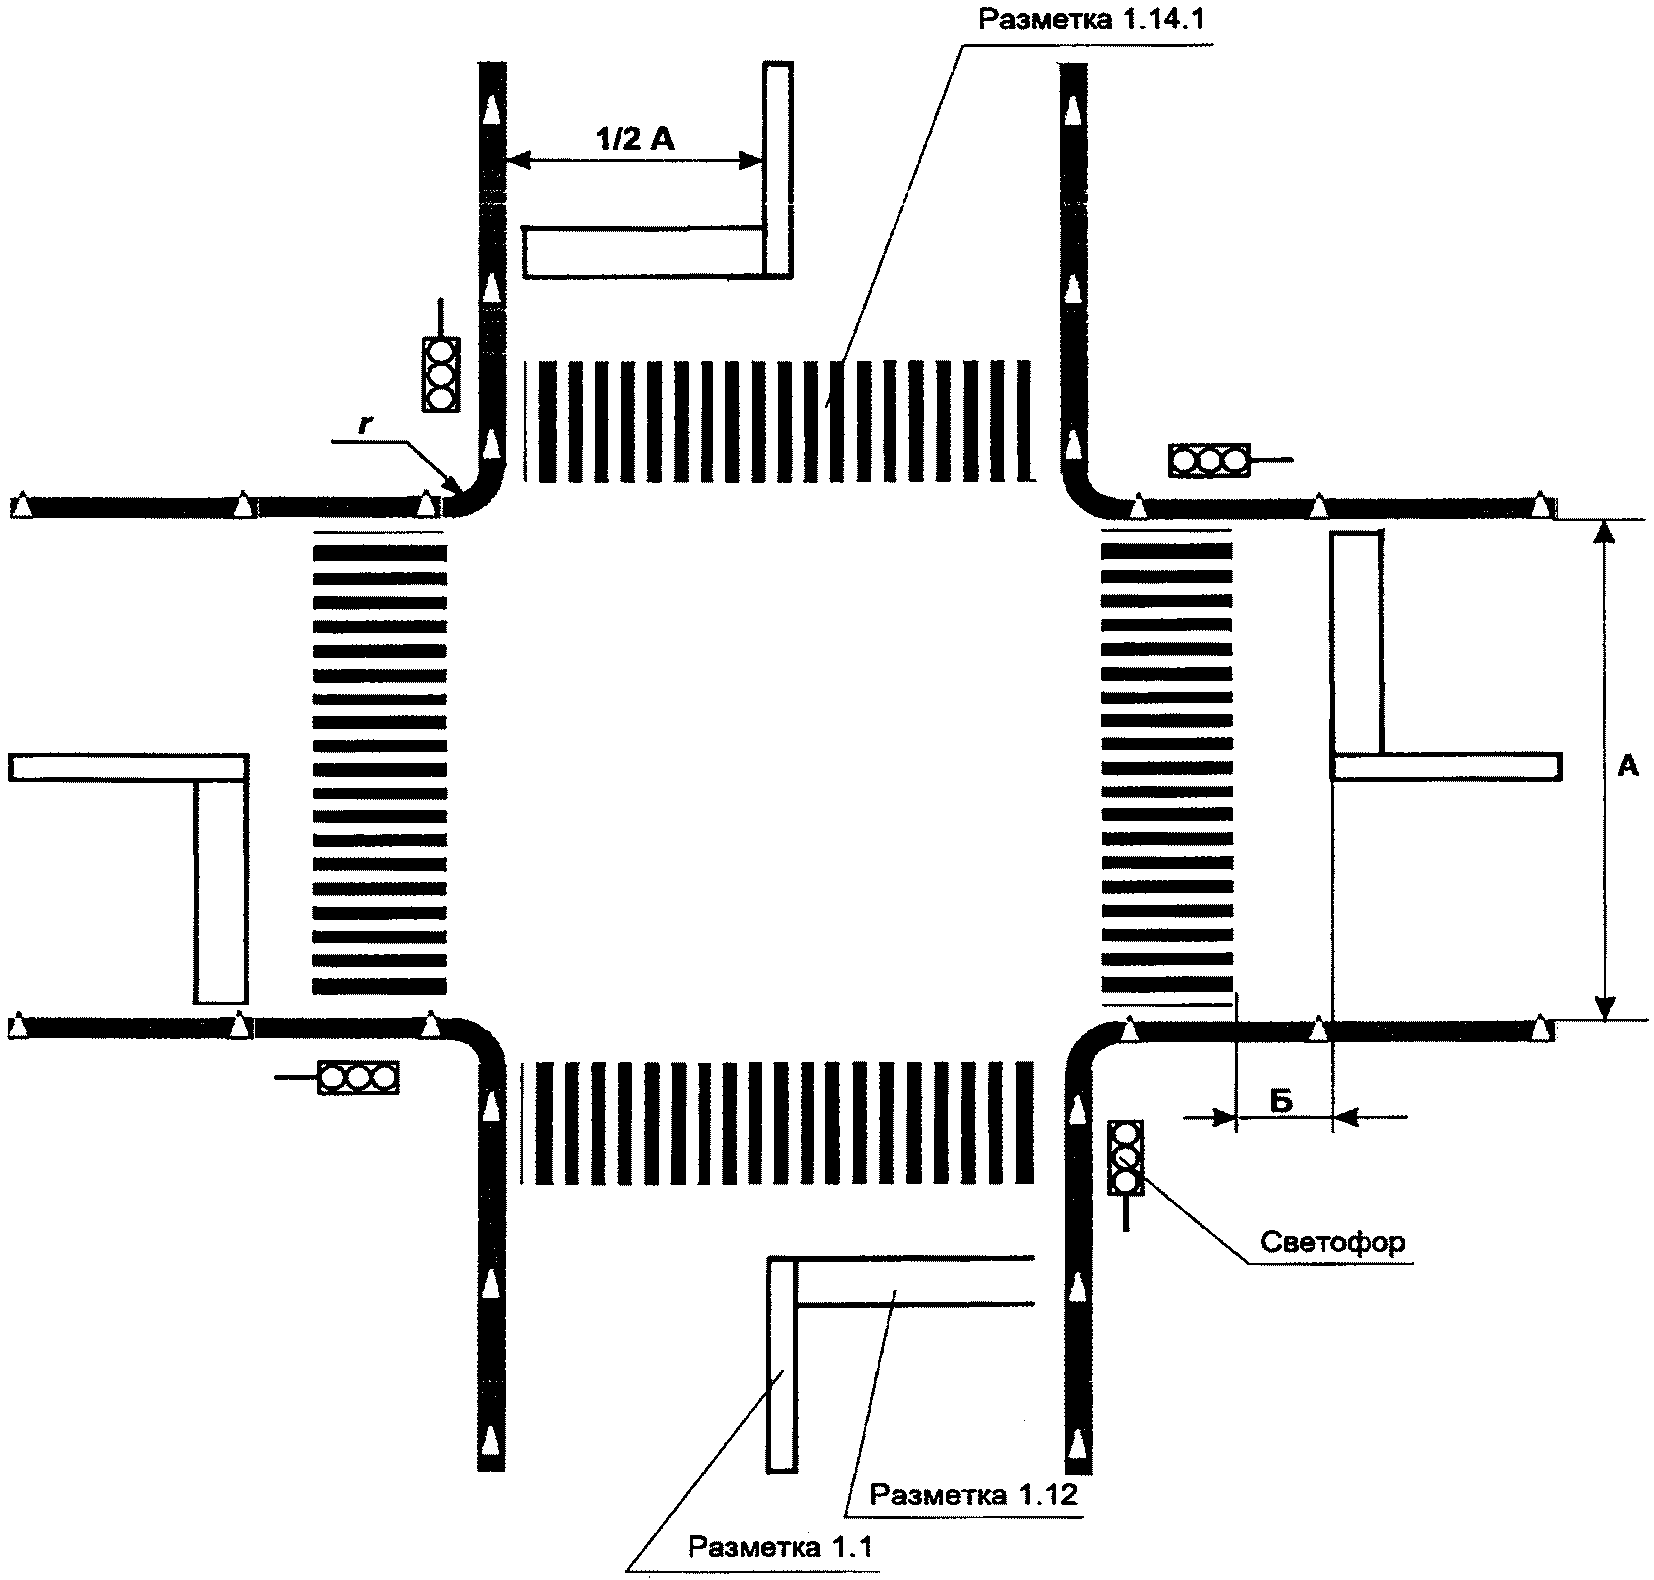 Разметка 1.14.1
1/2 А
r
А
Б
Светофор
Разметка 1.12
Разметка 1.1